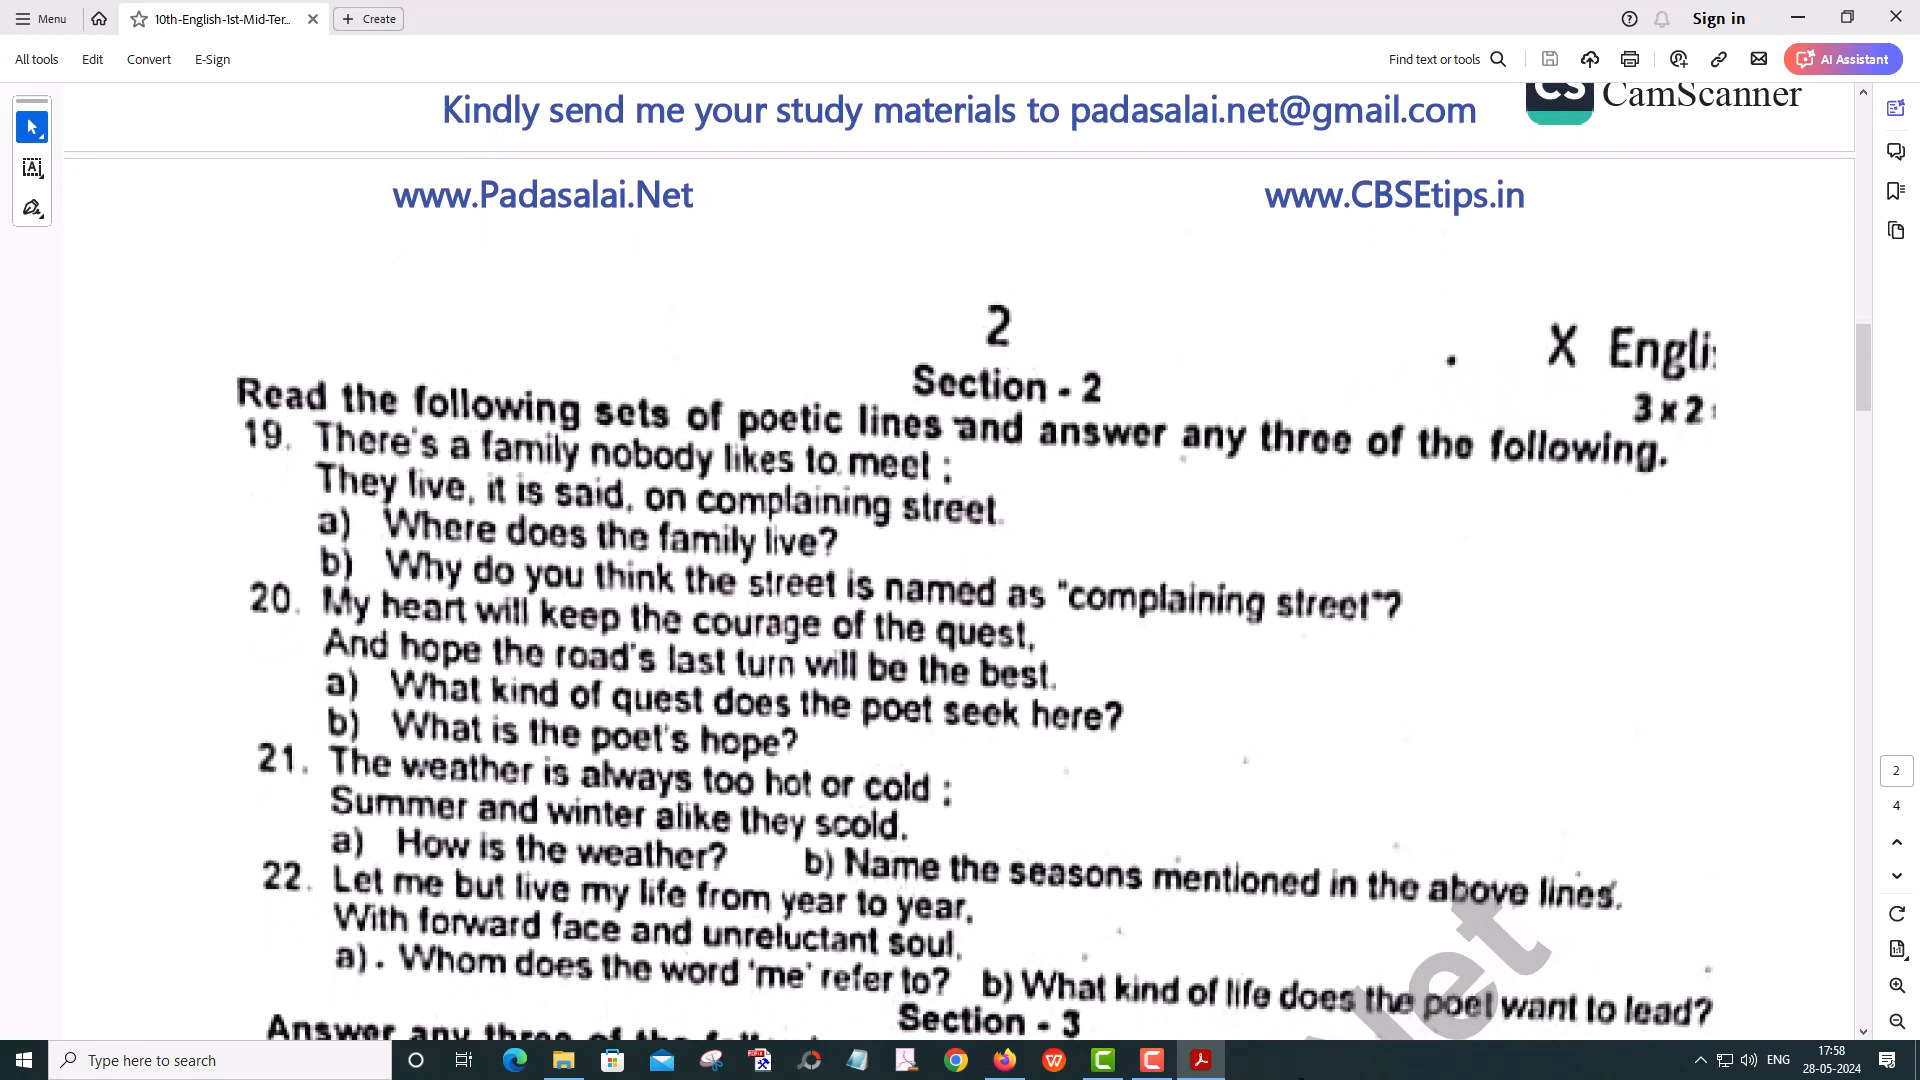 Menu
10th-English-1st-Mid-Ter...
Create
Sign in
All tools Edit Convert E-Sign
Find text or tools
AI Assistant
Kindly send me your study materials to padasalai.net@gmail.com
CS CamScanner
www.Padasalai.Net www.CBSEtips.in
2
X Englis
Section - 2
3 x 2 =
Read the following sets of poetic lines and answer any three of the following.
19. There's a family nobody likes to meet ;
They live, it is said, on complaining street.
a) Where does the family live?
b) Why do you think the street is named as "complaining street"?
20. My heart will keep the courage of the quest,
And hope the road's last turn will be the best.
a) What kind of quest does the poet seek here?
b) What is the poet's hope?
21. The weather is always too hot or cold ;
Summer and winter alike they scold.
a) How is the weather? b) Name the seasons mentioned in the above lines.
22. Let me but live my life from year to year,
With forward face and unreluctant soul,
a) . Whom does the word 'me' refer to? b) What kind of life does the poet want to lead?
Section - 3
Answer any three of the
2
4
Type here to search
ENG
17:58
28-05-2024